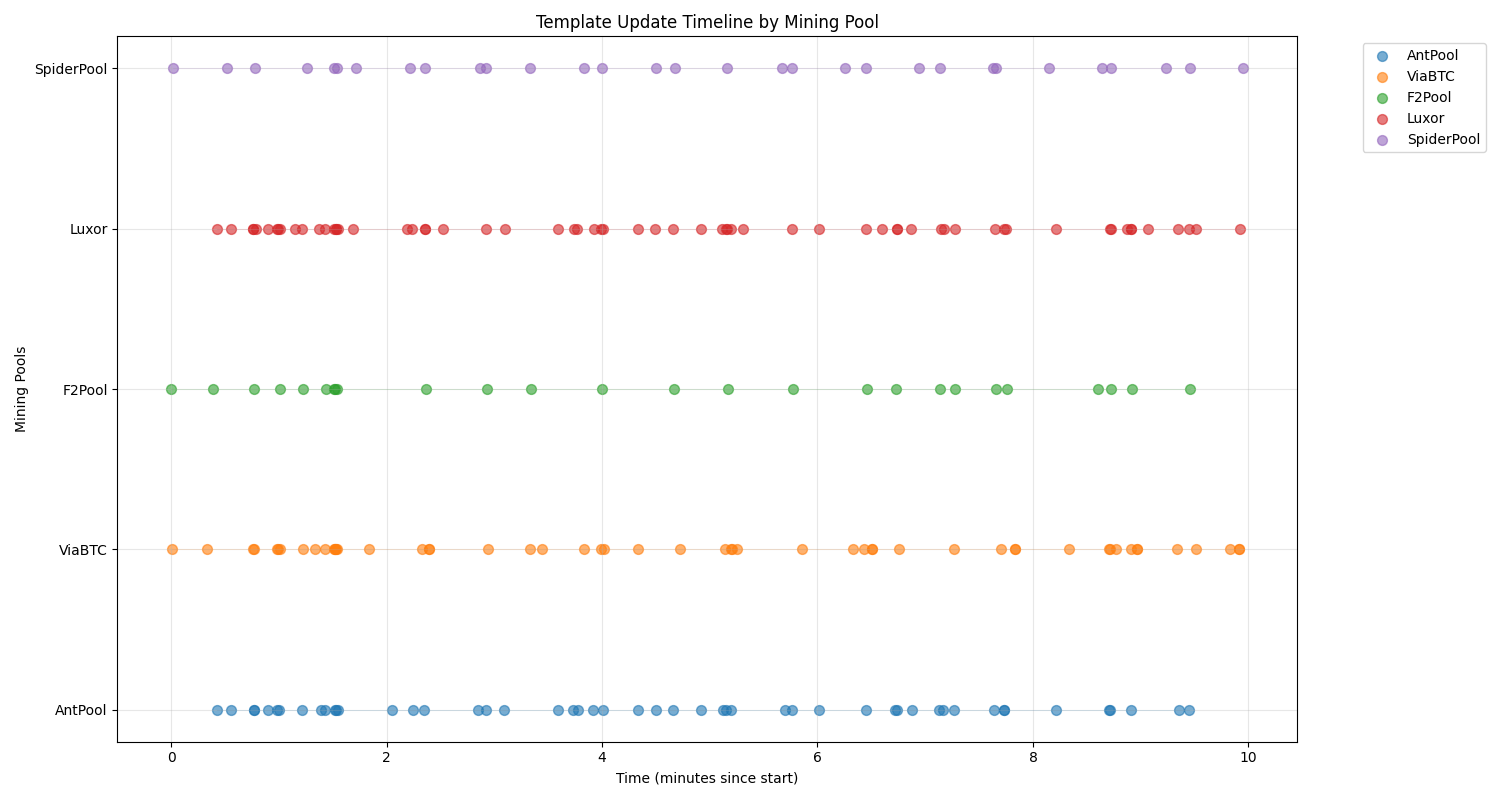 Template Update Timeline by Mining Pool
SpiderPool
Luxor
F2Pool
ViaBTC
AntPool
Mining Pools
0 2 4 6 8 10
Time (minutes since start)
AntPool
ViaBTC
F2Pool
Luxor
SpiderPool